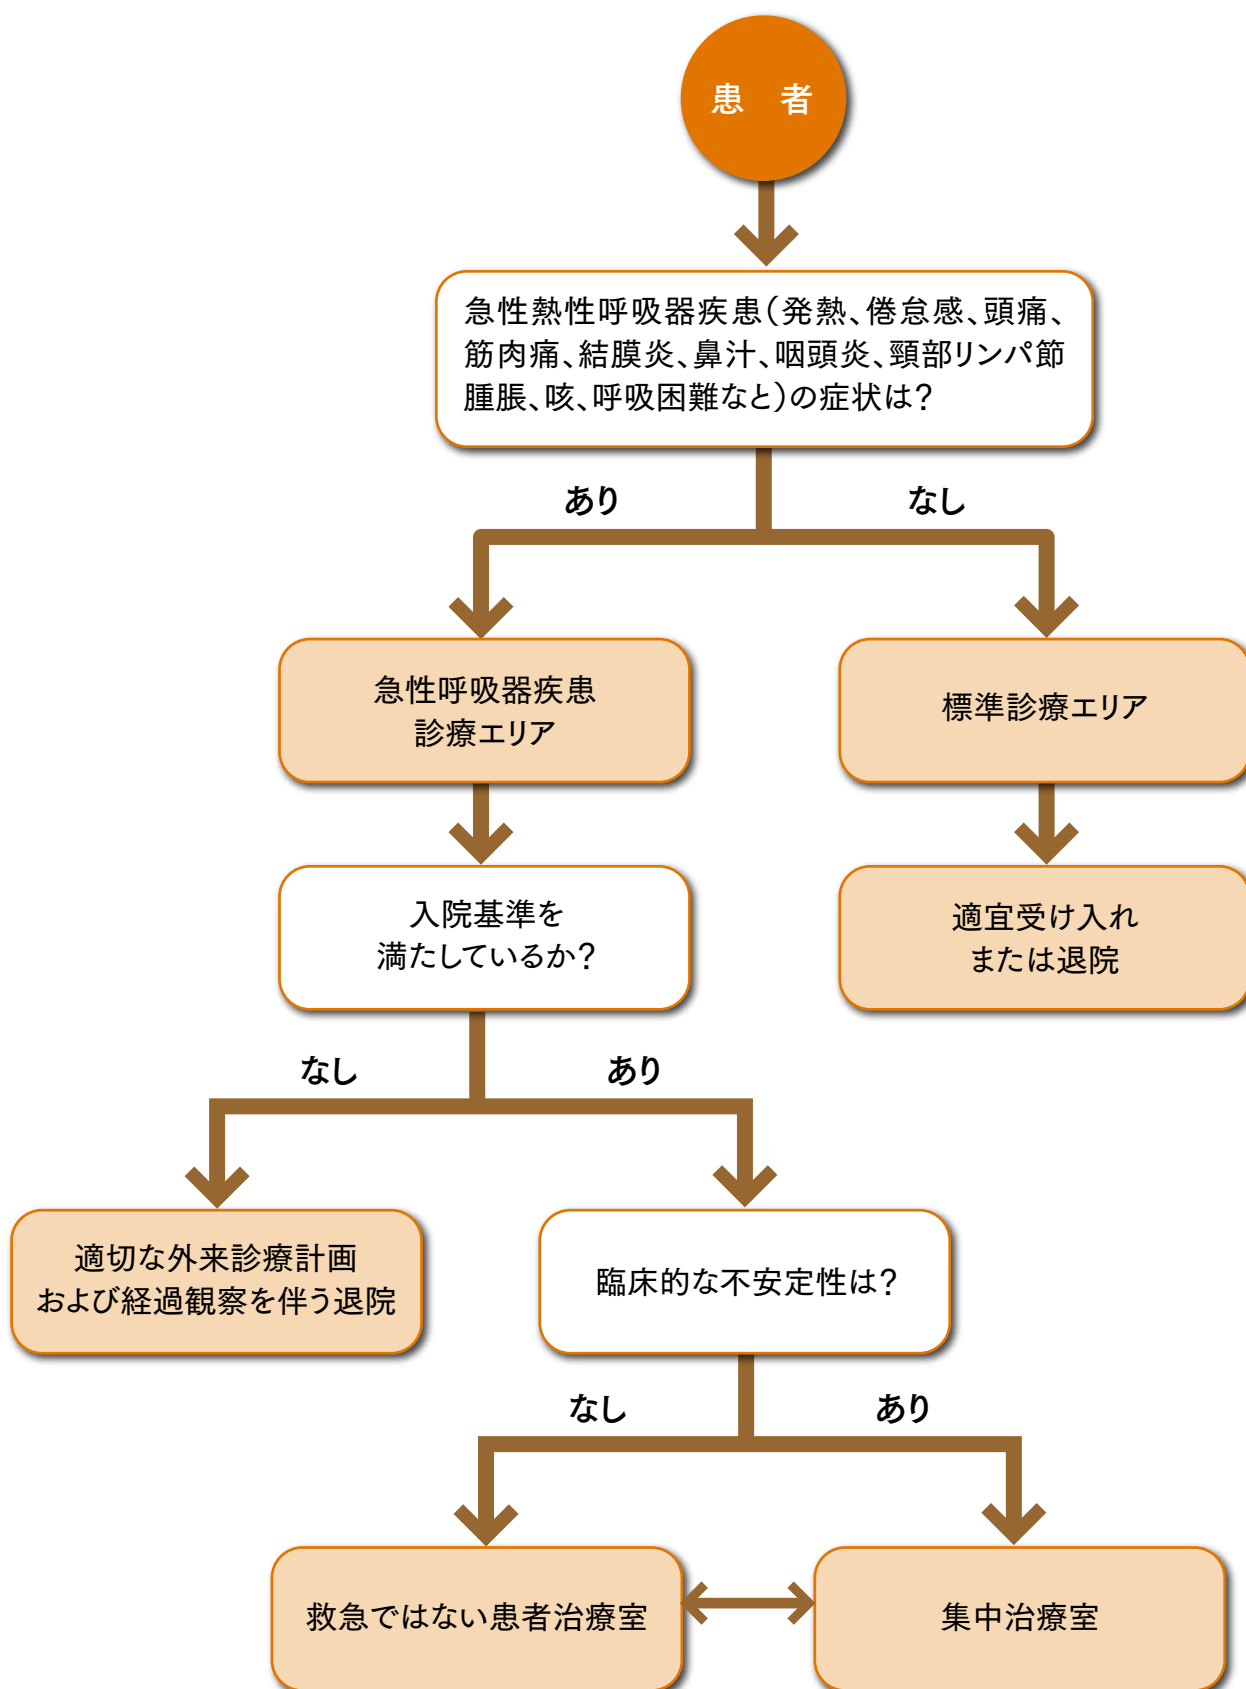 患 者
急性熱性呼吸器疾患(発熱、倦怠感、頭痛、
筋肉痛、結膜炎、鼻汁、咽頭炎、頸部リンパ節
腫脹、咳、呼吸困難なと)の症状は?
あり
なし
急性呼吸器疾患
診療エリア
標準診療エリア
入院基準を
満たしているか?
適宜受け入れ
または退院
なし
あり
適切な外来診療計画
および経過観察を伴う退院
臨床的な不安定性は?
なし
あり
救急ではない患者治療室
集中治療室